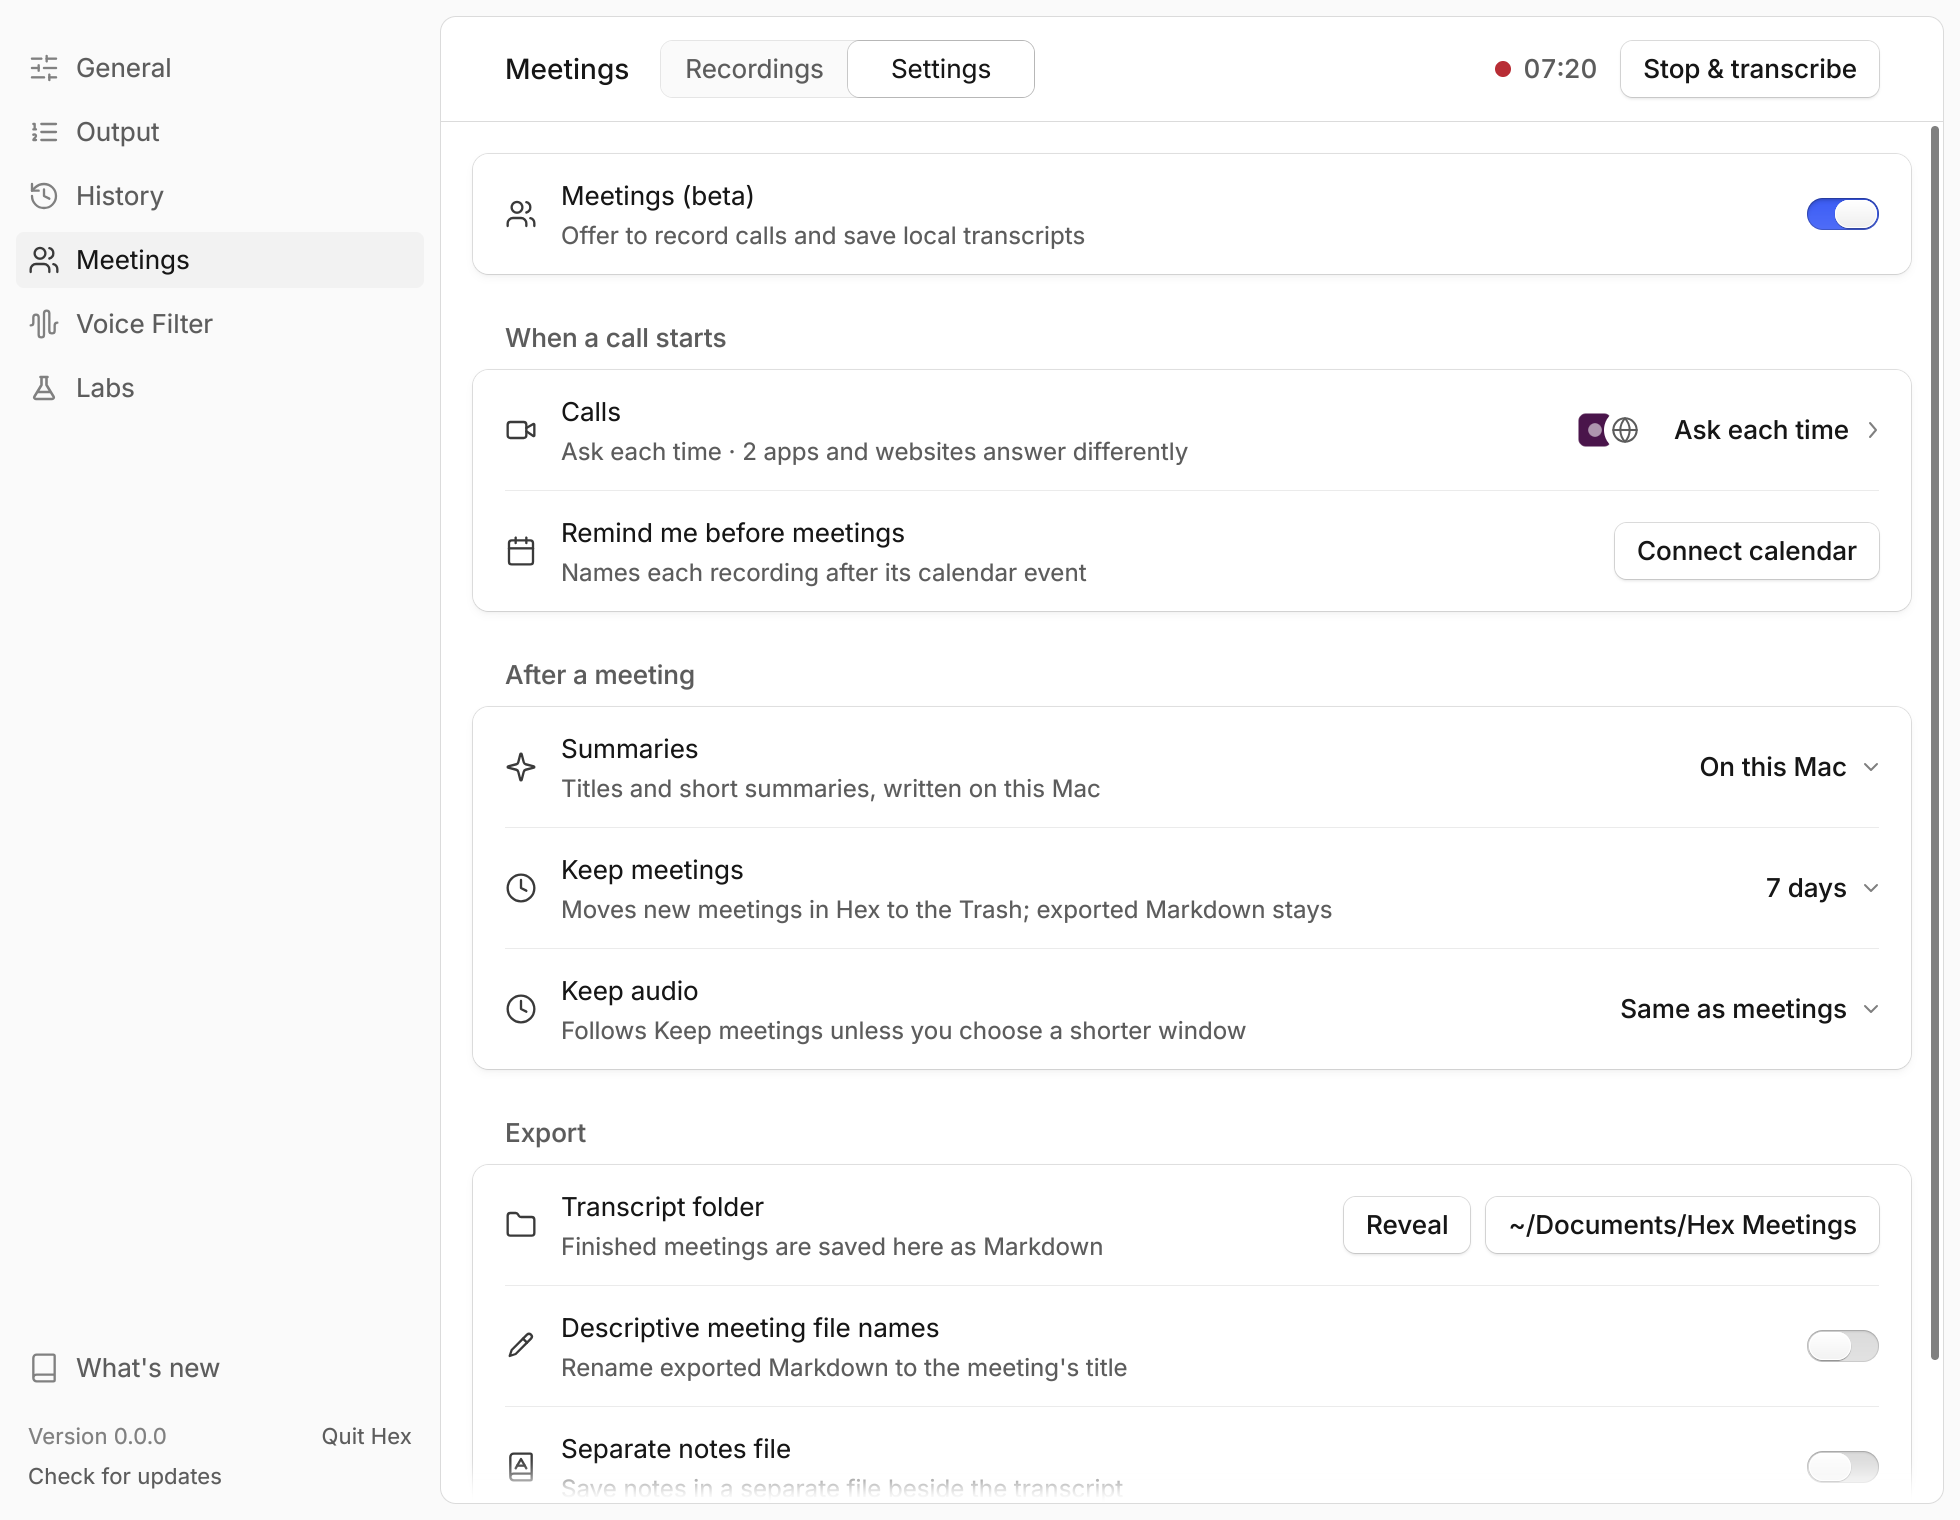 General
Output
History
Meetings
Voice Filter
Labs
What's new
Version 0.0.0
Quit Hex
Check for updates
Meetings
Recordings
Settings
07:20
Stop & transcribe
Meetings (beta)
Offer to record calls and save local transcripts
When a call starts
Calls
Ask each time · 2 apps and websites answer differently
Ask each time
Remind me before meetings
Names each recording after its calendar event
Connect calendar
After a meeting
Summaries
Titles and short summaries, written on this Mac
On this Mac
Keep meetings
Moves new meetings in Hex to the Trash; exported Markdown stays
7 days
Keep audio
Follows Keep meetings unless you choose a shorter window
Same as meetings
Export
Transcript folder
Finished meetings are saved here as Markdown
Reveal
~/Documents/Hex Meetings
Descriptive meeting file names
Rename exported Markdown to the meeting's title
Separate notes file
Save notes in a separate file beside the transcript